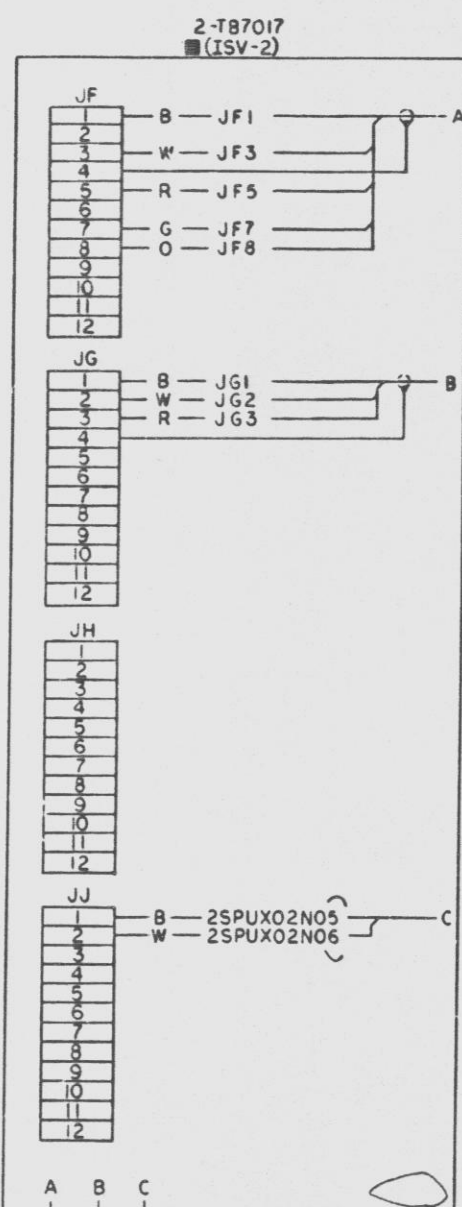 2-TB7017
(ISV-2)
JF
1 B JF1 A
2
3 W JF3
4
5 R JF5
6
7 G JF7
8 O JF8
9
10
11
12
JG
1 B JG1 B
2 W JG2
3 R JG3
4
5
6
7
8
9
10
11
12
JH
1
2
3
4
5
6
7
8
9
10
11
12
JJ
1 B 2SPUX02N05 C
2 W 2SPUX02N06
3
4
5
6
7
8
9
10
11
12
A B C